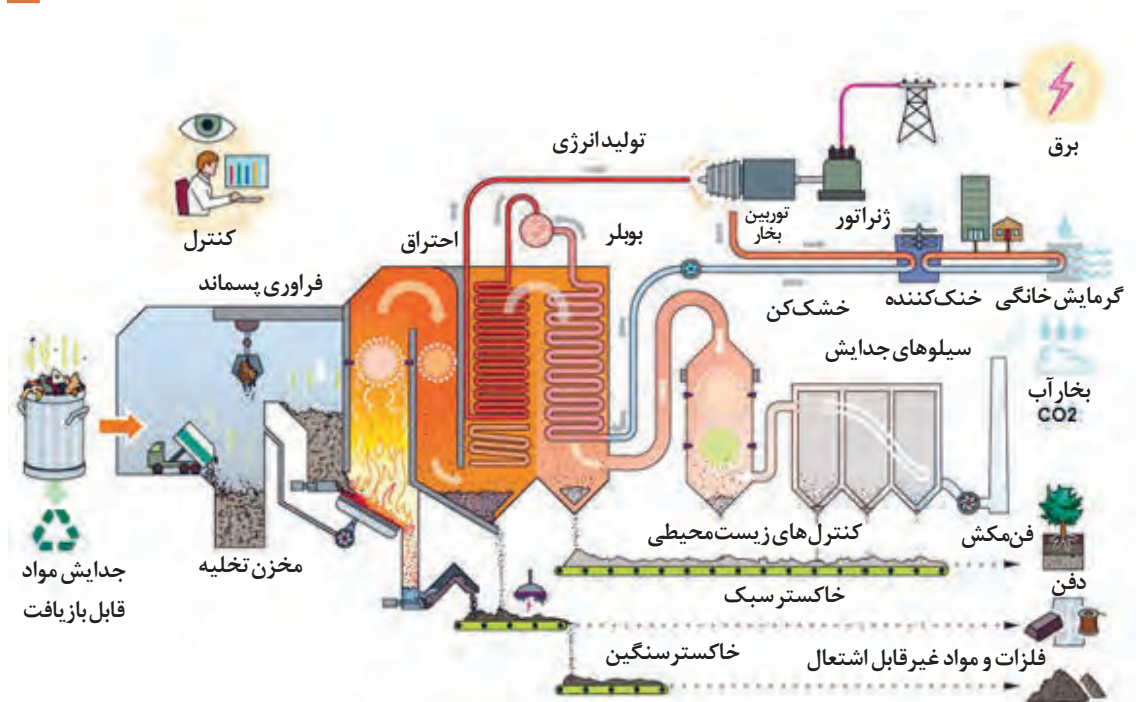 برق
تولید انرژی
ژنراتور
توربین
بخار
بویلر
احتراق
کنترل
گرمایش خانگی
خنک‌کننده
خشک‌کن
فراوری پسماند
سیلوهای جدایش
بخار آب
CO2
کنترل‌های زیست‌محیطی
فن مکش
مخزن تخلیه
جدایش مواد
قابل بازیافت
دفن
خاکستر سبک
خاکستر سنگین
فلزات و مواد غیر قابل اشتعال